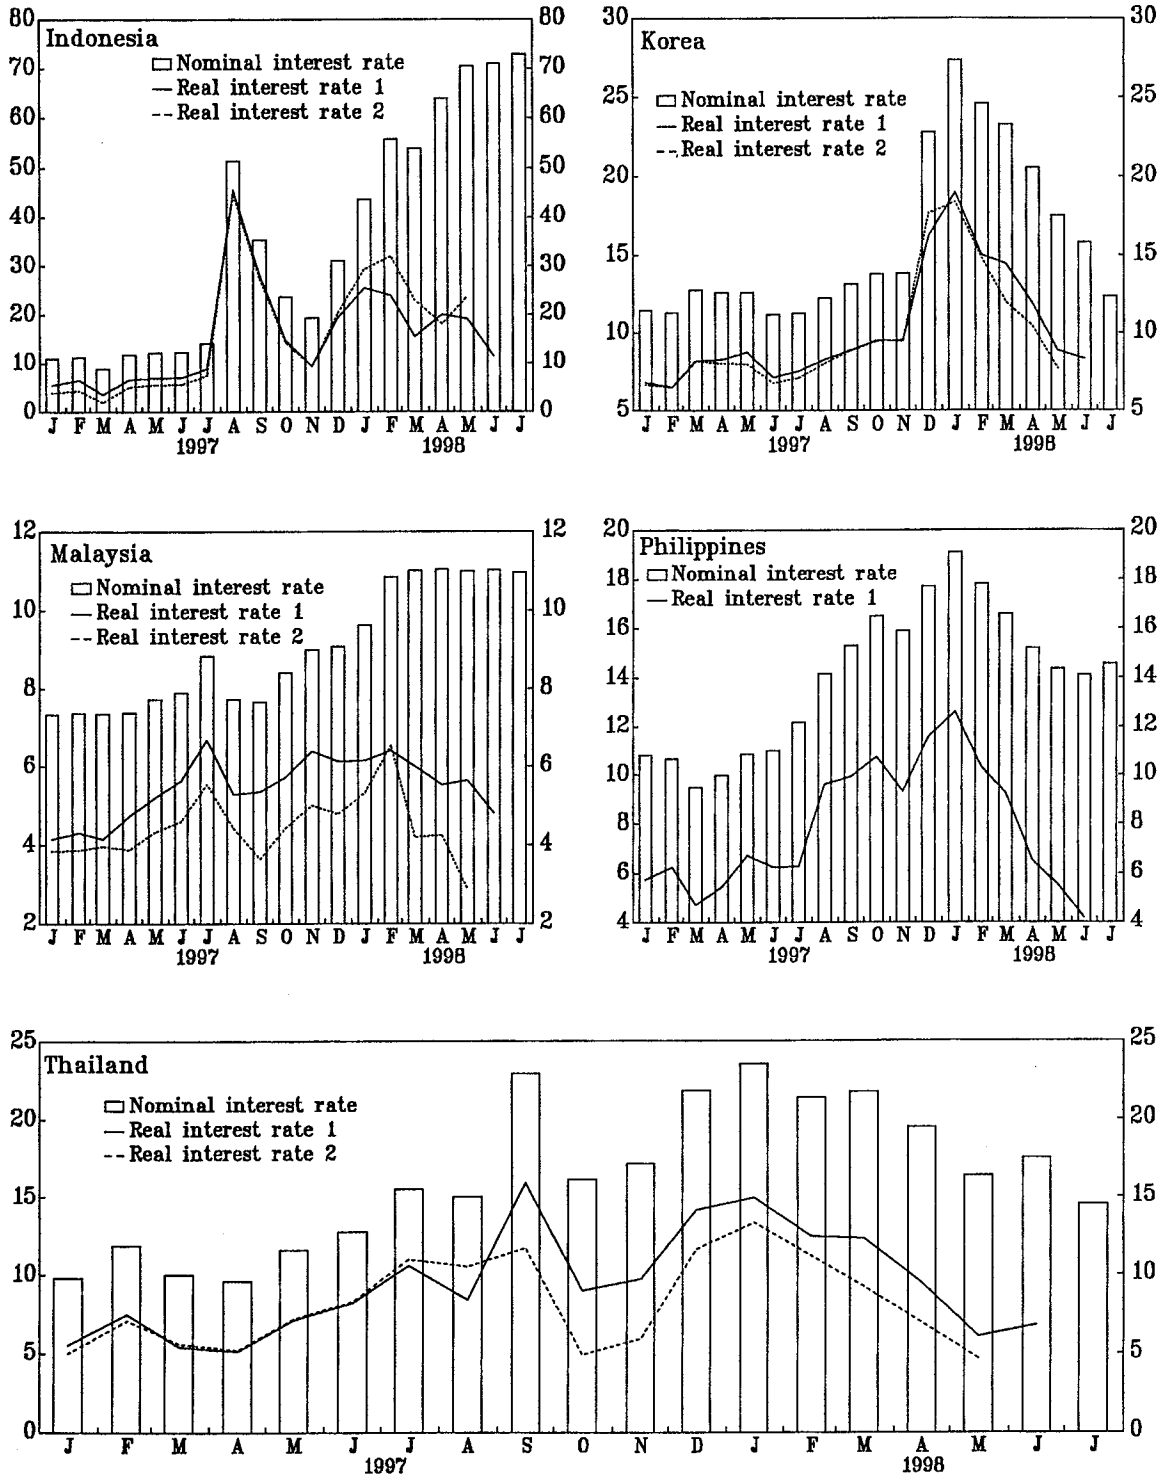 Indonesia
Nominal interest rate
Real interest rate 1
Real interest rate 2
80 80
70 70
60 60
50 50
40 40
30 30
20 20
10 10
0 0
J F M A M J J A S O N D J F M A M J J
1997 1998
Korea
Nominal interest rate
Real interest rate 1
Real interest rate 2
30 30
25 25
20 20
15 15
10 10
5 5
J F M A M J J A S O N D J F M A M J J
1997 1998
Malaysia
Nominal interest rate
Real interest rate 1
Real interest rate 2
12 12
10 10
8 8
6 6
4 4
2 2
J F M A M J J A S O N D J F M A M J J
1997 1998
Philippines
Nominal interest rate
Real interest rate 1
20 20
18 18
16 16
14 14
12 12
10 10
8 8
6 6
4 4
J F M A M J J A S O N D J F M A M J J
1997 1998
Thailand
Nominal interest rate
Real interest rate 1
Real interest rate 2
25 25
20 20
15 15
10 10
5 5
0 0
J F M A M J J A S O N D J F M A M J J
1997 1998